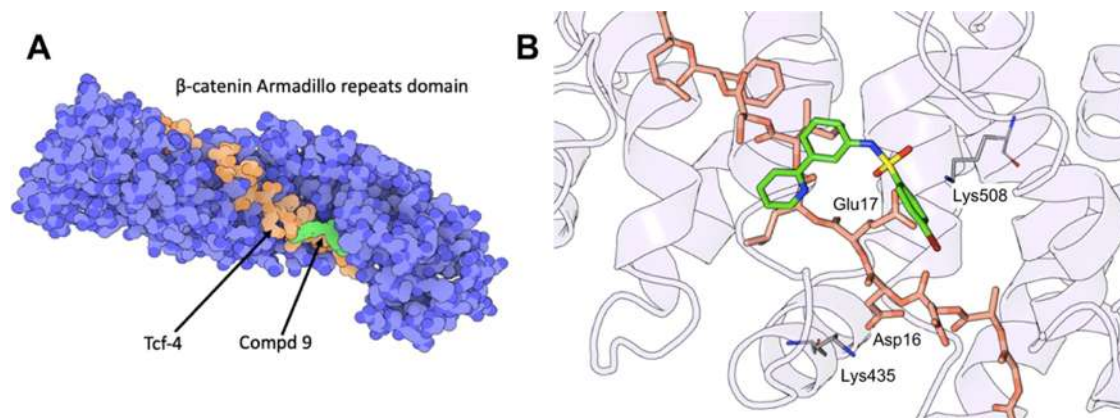 A
β-catenin Armadillo repeats domain
Tcf-4
Compd 9
B
Glu17
Lys508
Asp16
Lys435